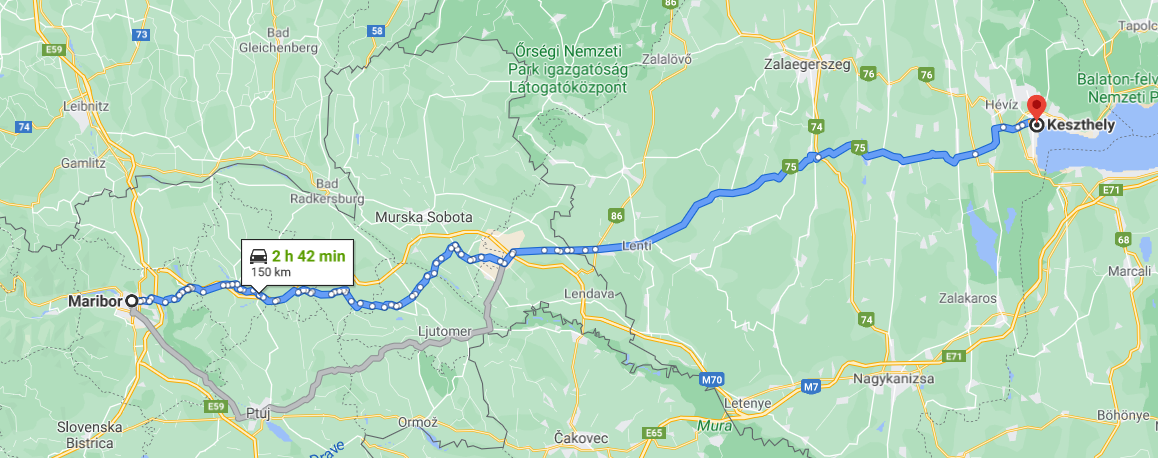 86
Bad
Gleichenberg
73
58
E59
Tapolc
Őrségi Nemzeti
Park igazgatóság
Látogatóközpont
Zalalövő
Zalaegerszeg
76
76
Balaton-felv
Nemzeti P
Leibnitz
Hévíz
74
74
Keszthely
75
75
Gamlitz
Bad
Radkersburg
E71
Murska Sobota
86
68
Lenti
2 h 42 min
150 km
Marcali
Maribor
Lendava
Zalakaros
74
Ljutomer
E71
M70
M7
Nagykanizsa
E59
Ptuj
Letenye
Ormož
Böhönye
Slovenska
Bistrica
Čakovec
E65
Mura
Drave